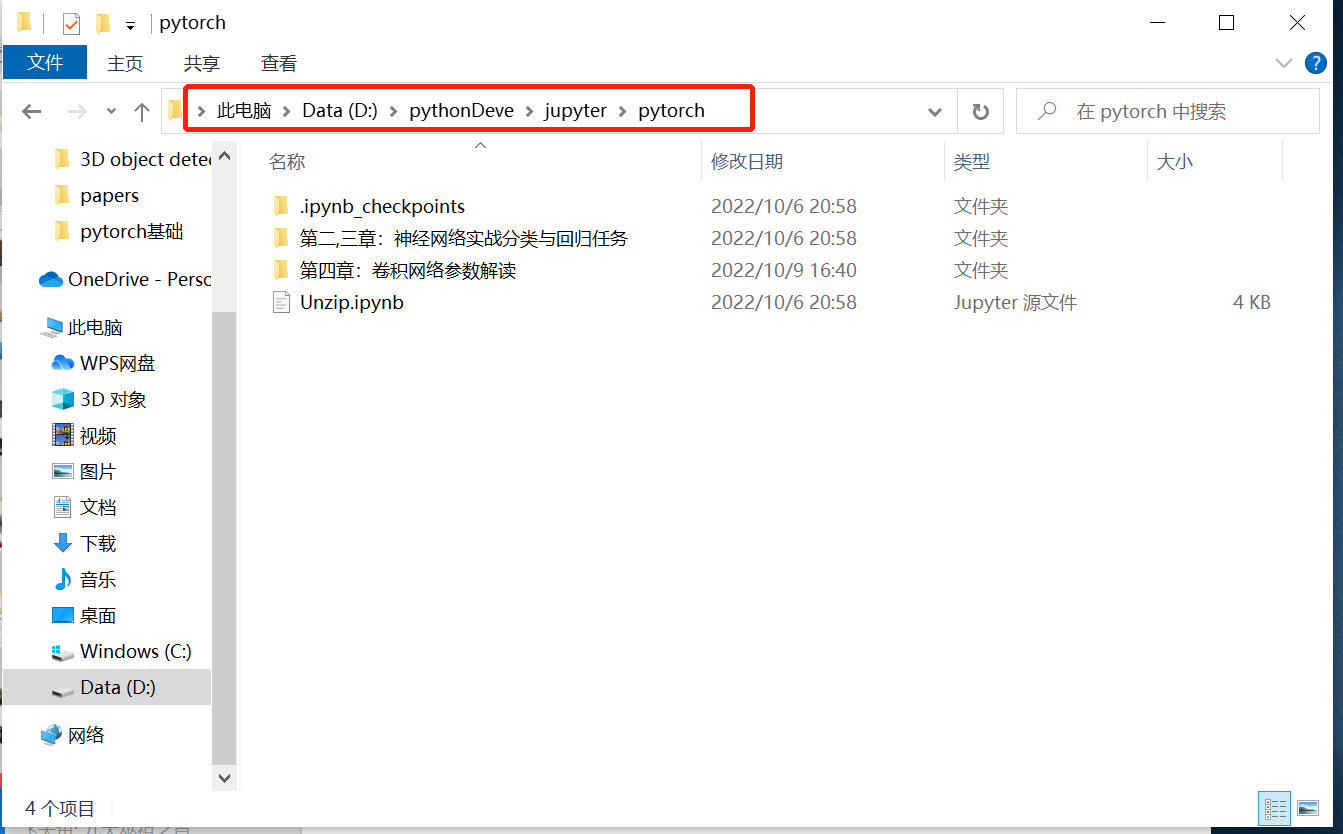 pytorch
文件 主页 共享 查看
此电脑 Data (D:) pythonDeve jupyter pytorch 在 pytorch 中搜索
名称 修改日期 类型 大小
.ipynb_checkpoints 2022/10/6 20:58 文件夹
第二,三章：神经网络实战分类与回归任务 2022/10/6 20:58 文件夹
第四章：卷积网络参数解读 2022/10/9 16:40 文件夹
Unzip.ipynb 2022/10/6 20:58 Jupyter 源文件 4 KB
3D object dete
papers
pytorch基础
OneDrive - Perso
此电脑
WPS网盘
3D 对象
视频
图片
文档
下载
音乐
桌面
Windows (C:)
Data (D:)
网络
4 个项目